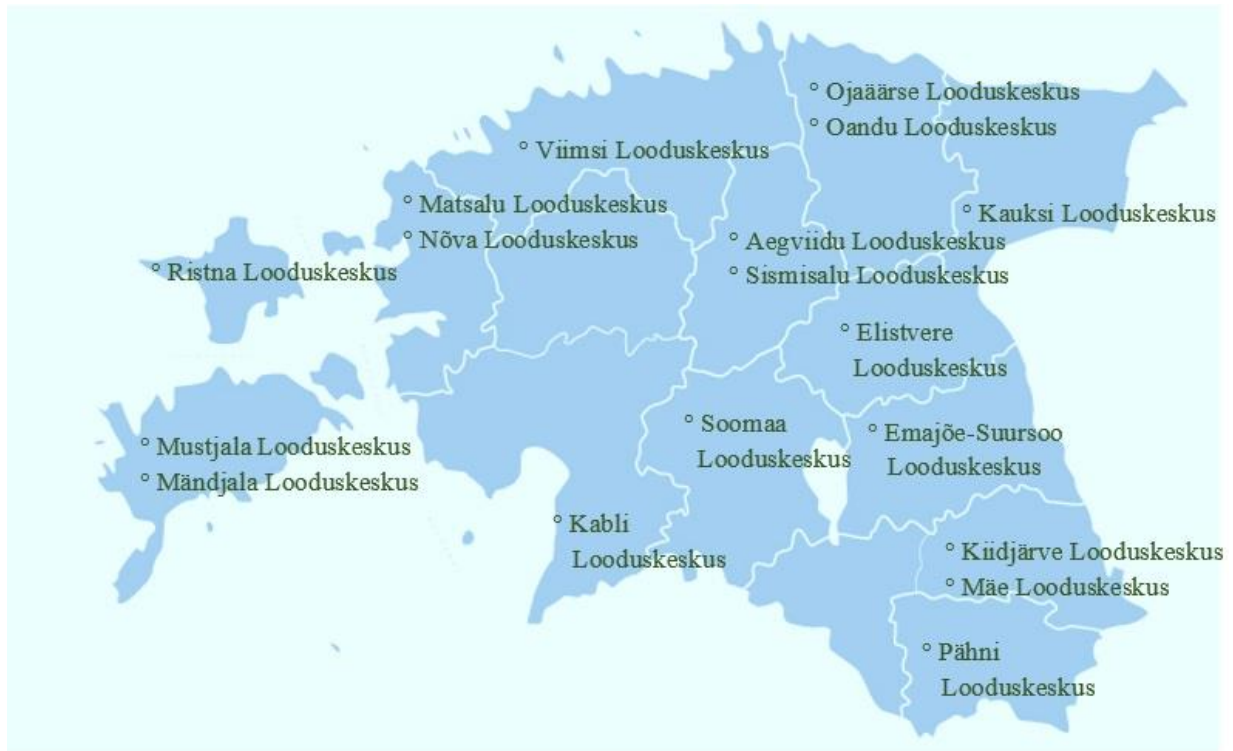 ° Ojaäärse Looduskeskus
° Oandu Looduskeskus
° Viimsi Looduskeskus
° Matsalu Looduskeskus
° Nõva Looduskeskus
° Kauksi Looduskeskus
° Aegviidu Looduskeskus
° Sismisalu Looduskeskus
° Ristna Looduskeskus
° Elistvere
Looduskeskus
° Soomaa
Looduskeskus
° Emajõe-Suursoo
Looduskeskus
° Mustjala Looduskeskus
° Mändjala Looduskeskus
° Kabli
Looduskeskus
° Kiidjärve Looduskeskus
° Mäe Looduskeskus
° Pähni
Looduskeskus